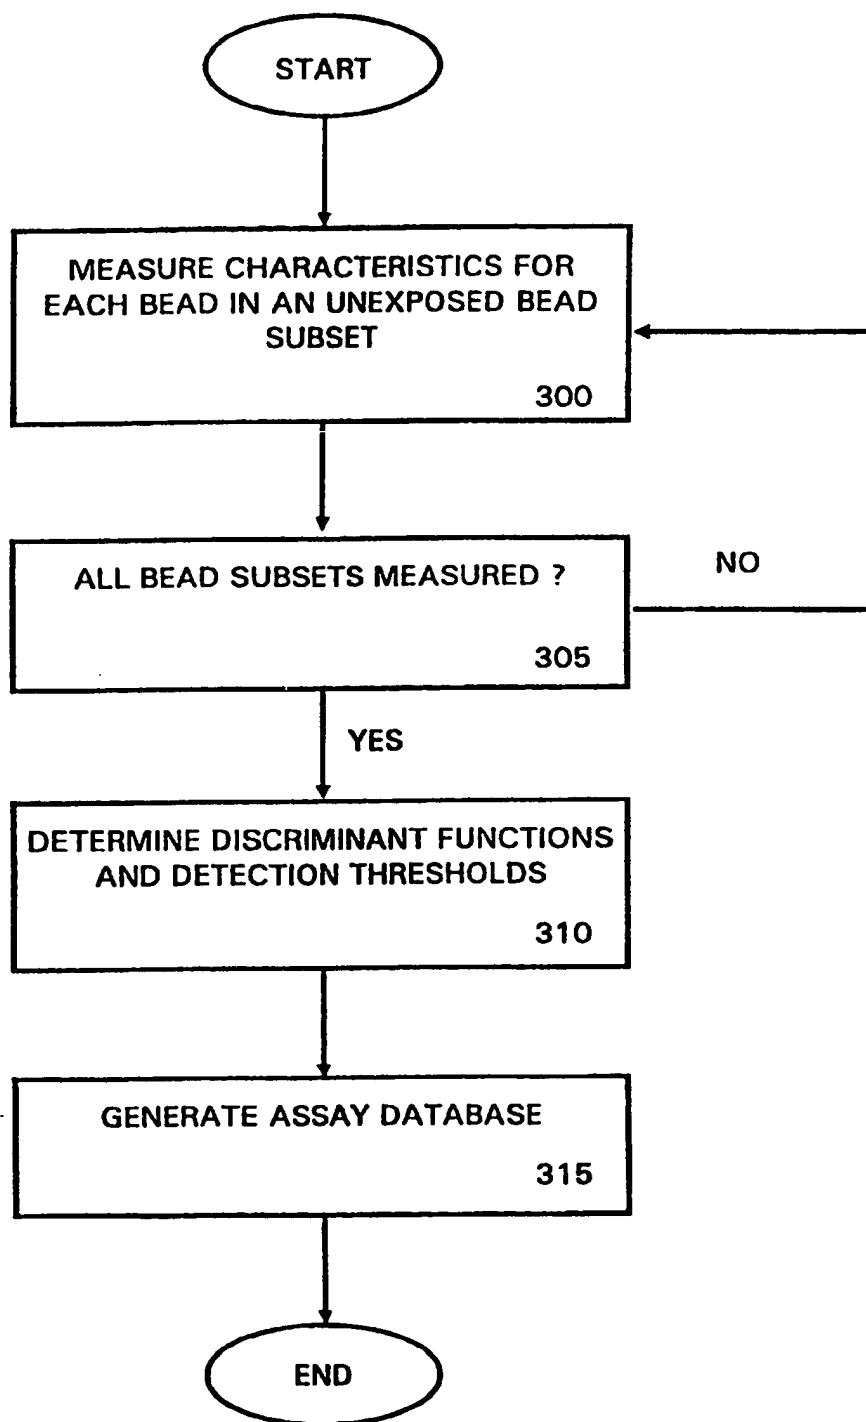 START
MEASURE CHARACTERISTICS FOR
EACH BEAD IN AN UNEXPOSED BEAD
SUBSET
300
ALL BEAD SUBSETS MEASURED ?
NO
305
YES
DETERMINE DISCRIMINANT FUNCTIONS
AND DETECTION THRESHOLDS
310
GENERATE ASSAY DATABASE
315
END